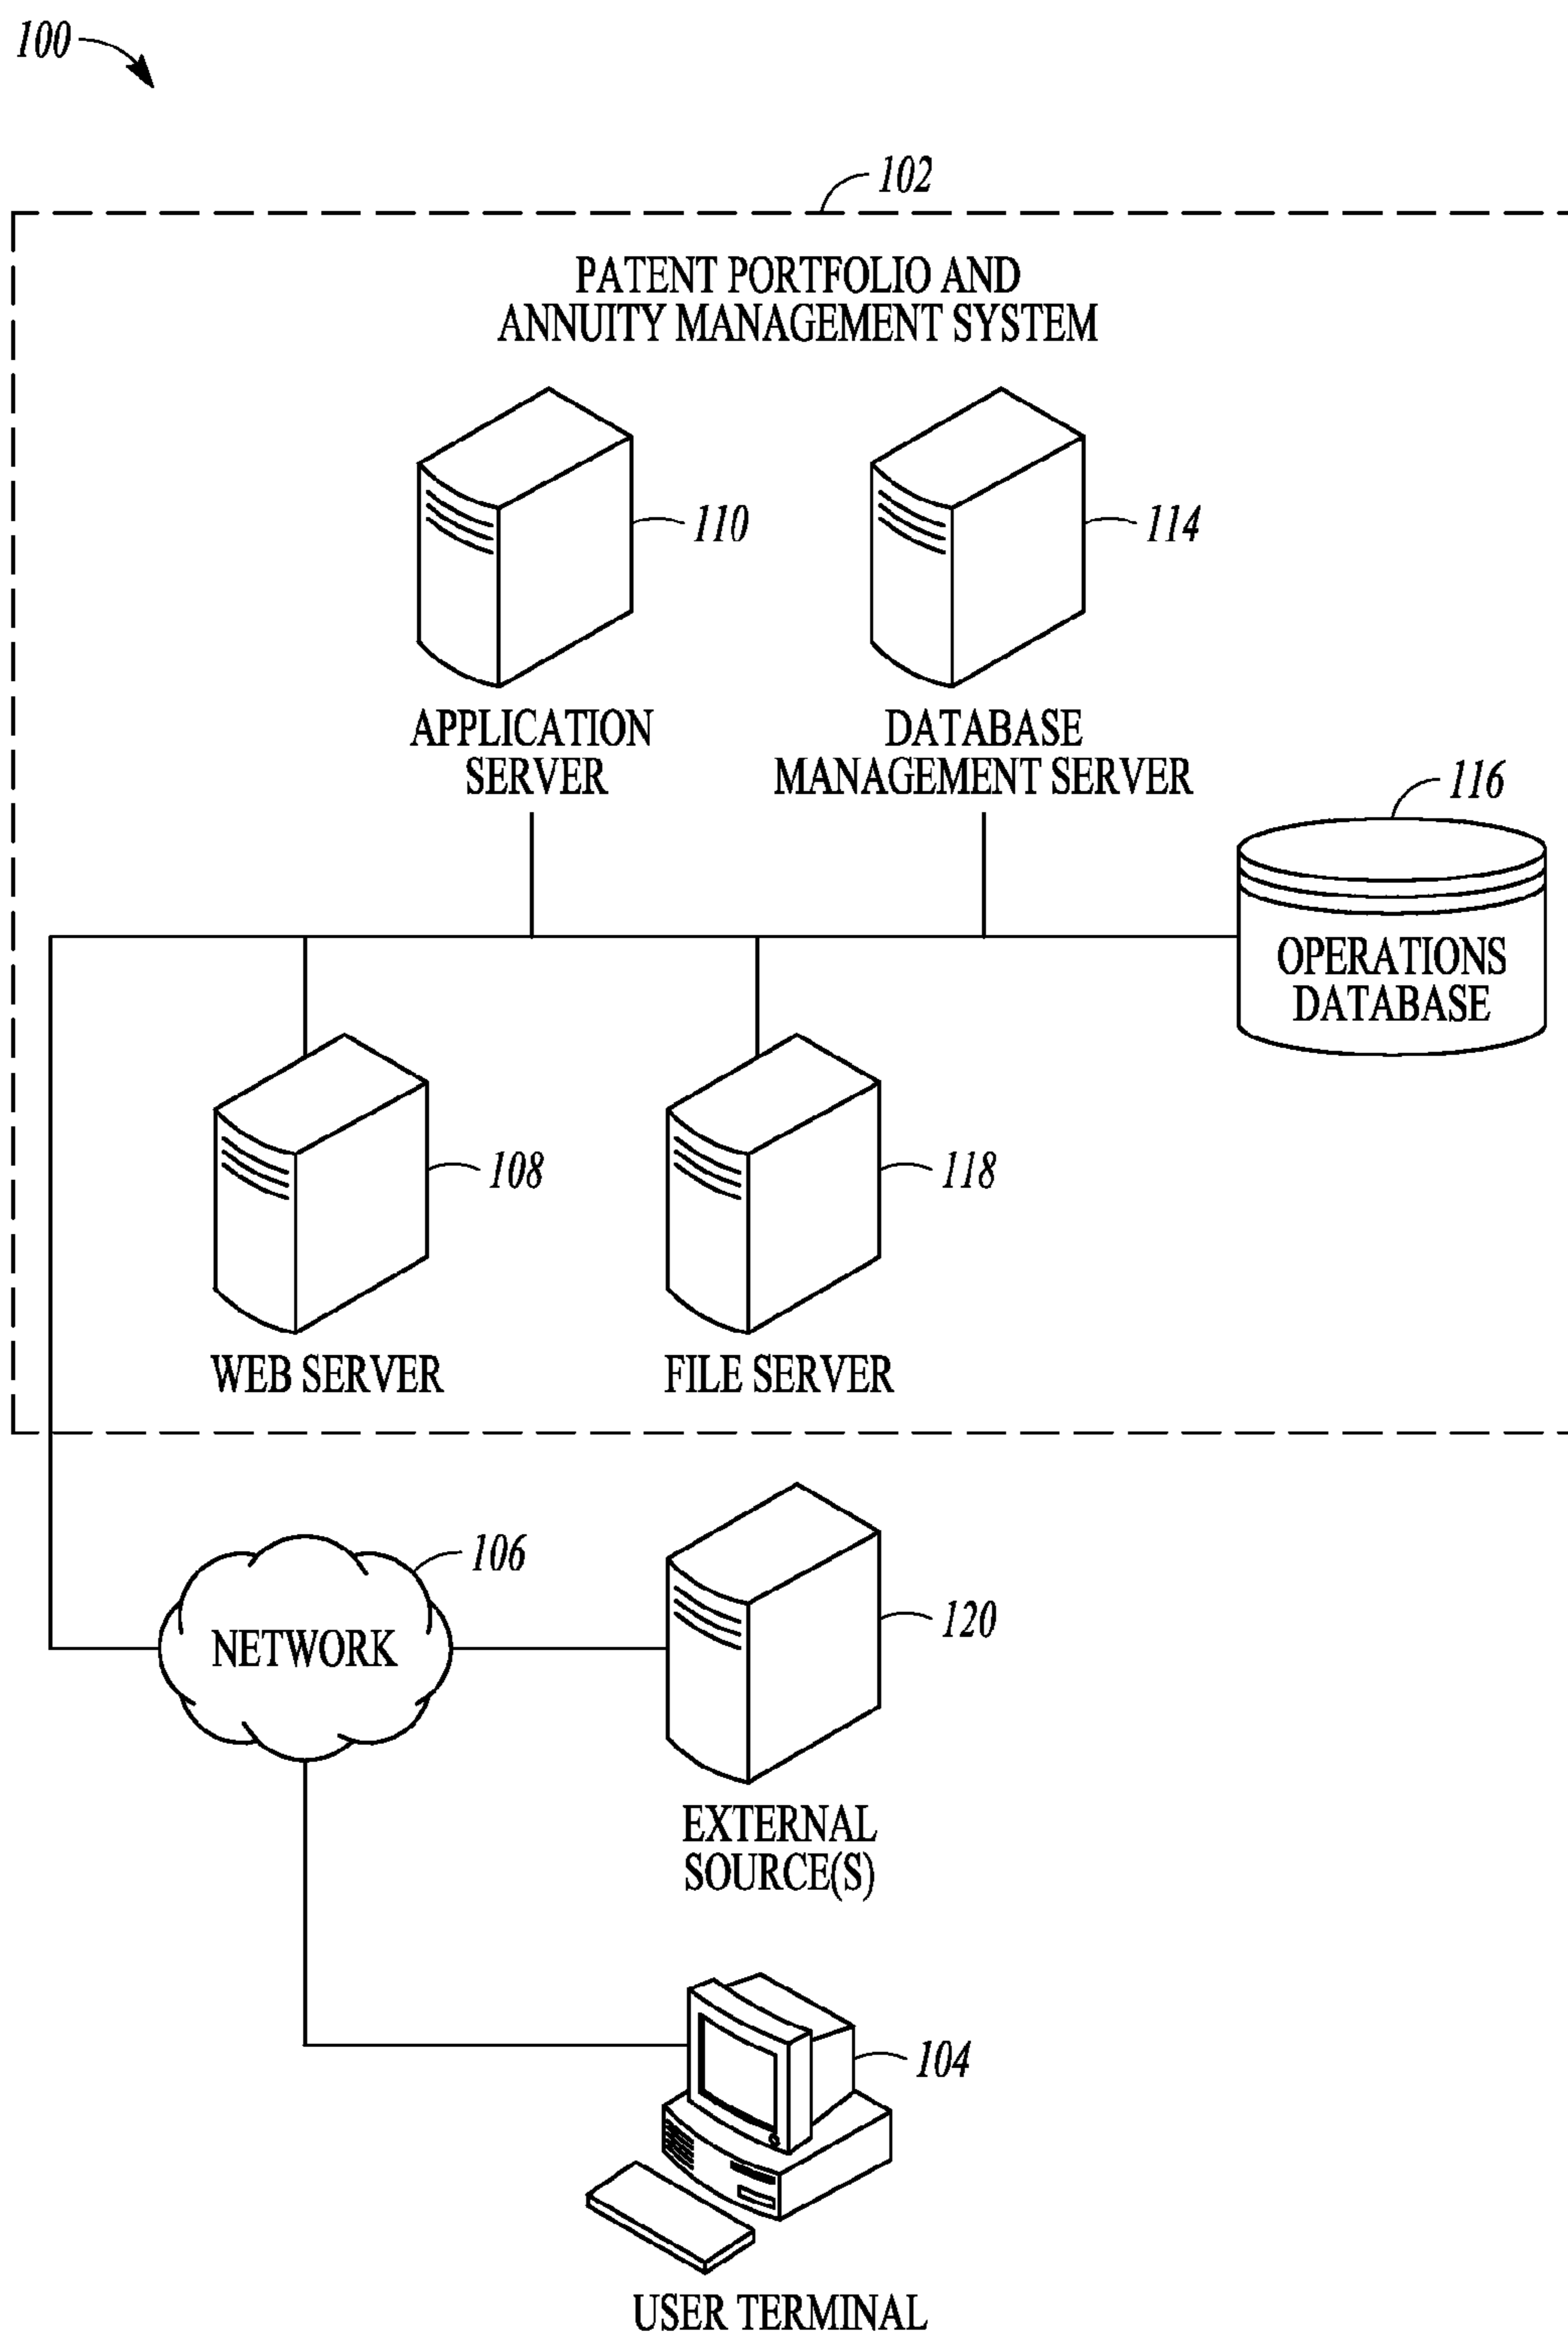 100
102
PATENT PORTFOLIO AND
ANNUITY MANAGEMENT SYSTEM
110
114
APPLICATION
SERVER
DATABASE
MANAGEMENT SERVER
116
OPERATIONS
DATABASE
108
118
WEB SERVER
FILE SERVER
106
NETWORK
120
EXTERNAL
SOURCE(S)
104
USER TERMINAL